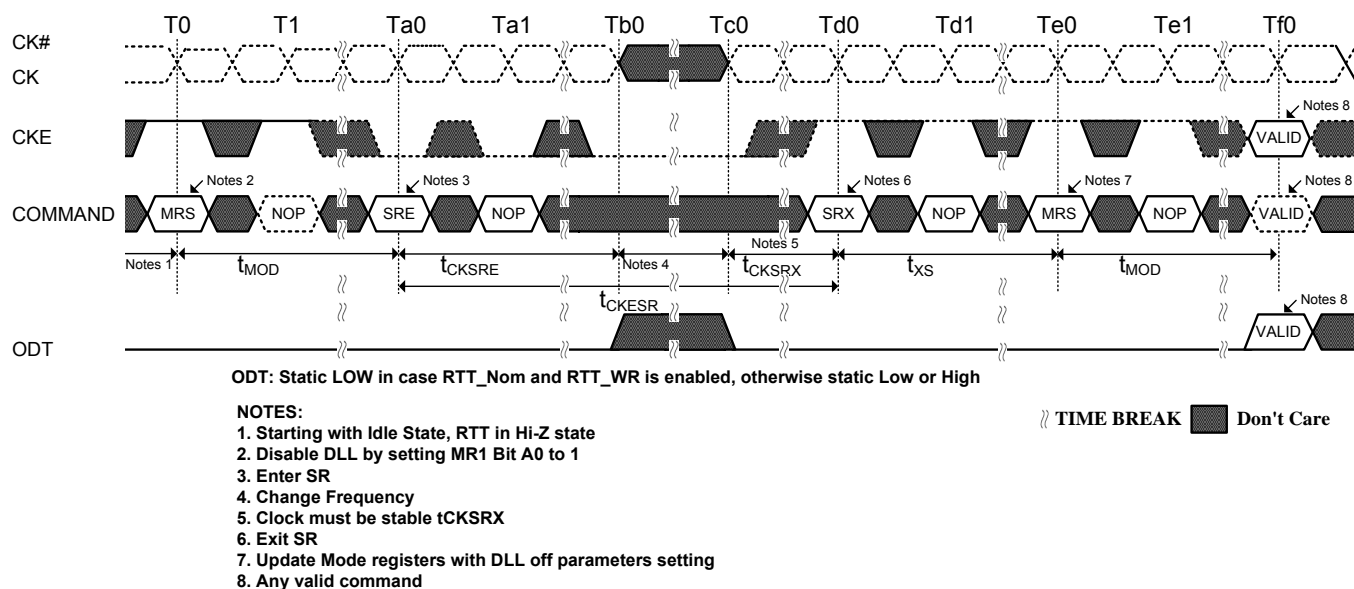 T0 T1 Ta0 Ta1 Tb0 Tc0 Td0 Td1 Te0 Te1 Tf0
CK#
CK
Notes 8
CKE
VALID
Notes 2 Notes 3 Notes 6 Notes 7 Notes 8
COMMAND MRS NOP SRE NOP SRX NOP MRS NOP VALID
Notes 1 tMOD tCKSRE Notes 4 Notes 5 tCKSRX tXS tMOD
tCKESR
Notes 8
ODT
VALID
ODT: Static LOW in case RTT_Nom and RTT_WR is enabled, otherwise static Low or High
NOTES:
1. Starting with Idle State, RTT in Hi-Z state
2. Disable DLL by setting MR1 Bit A0 to 1
3. Enter SR
4. Change Frequency
5. Clock must be stable tCKSRX
6. Exit SR
7. Update Mode registers with DLL off parameters setting
8. Any valid command
TIME BREAK Don't Care